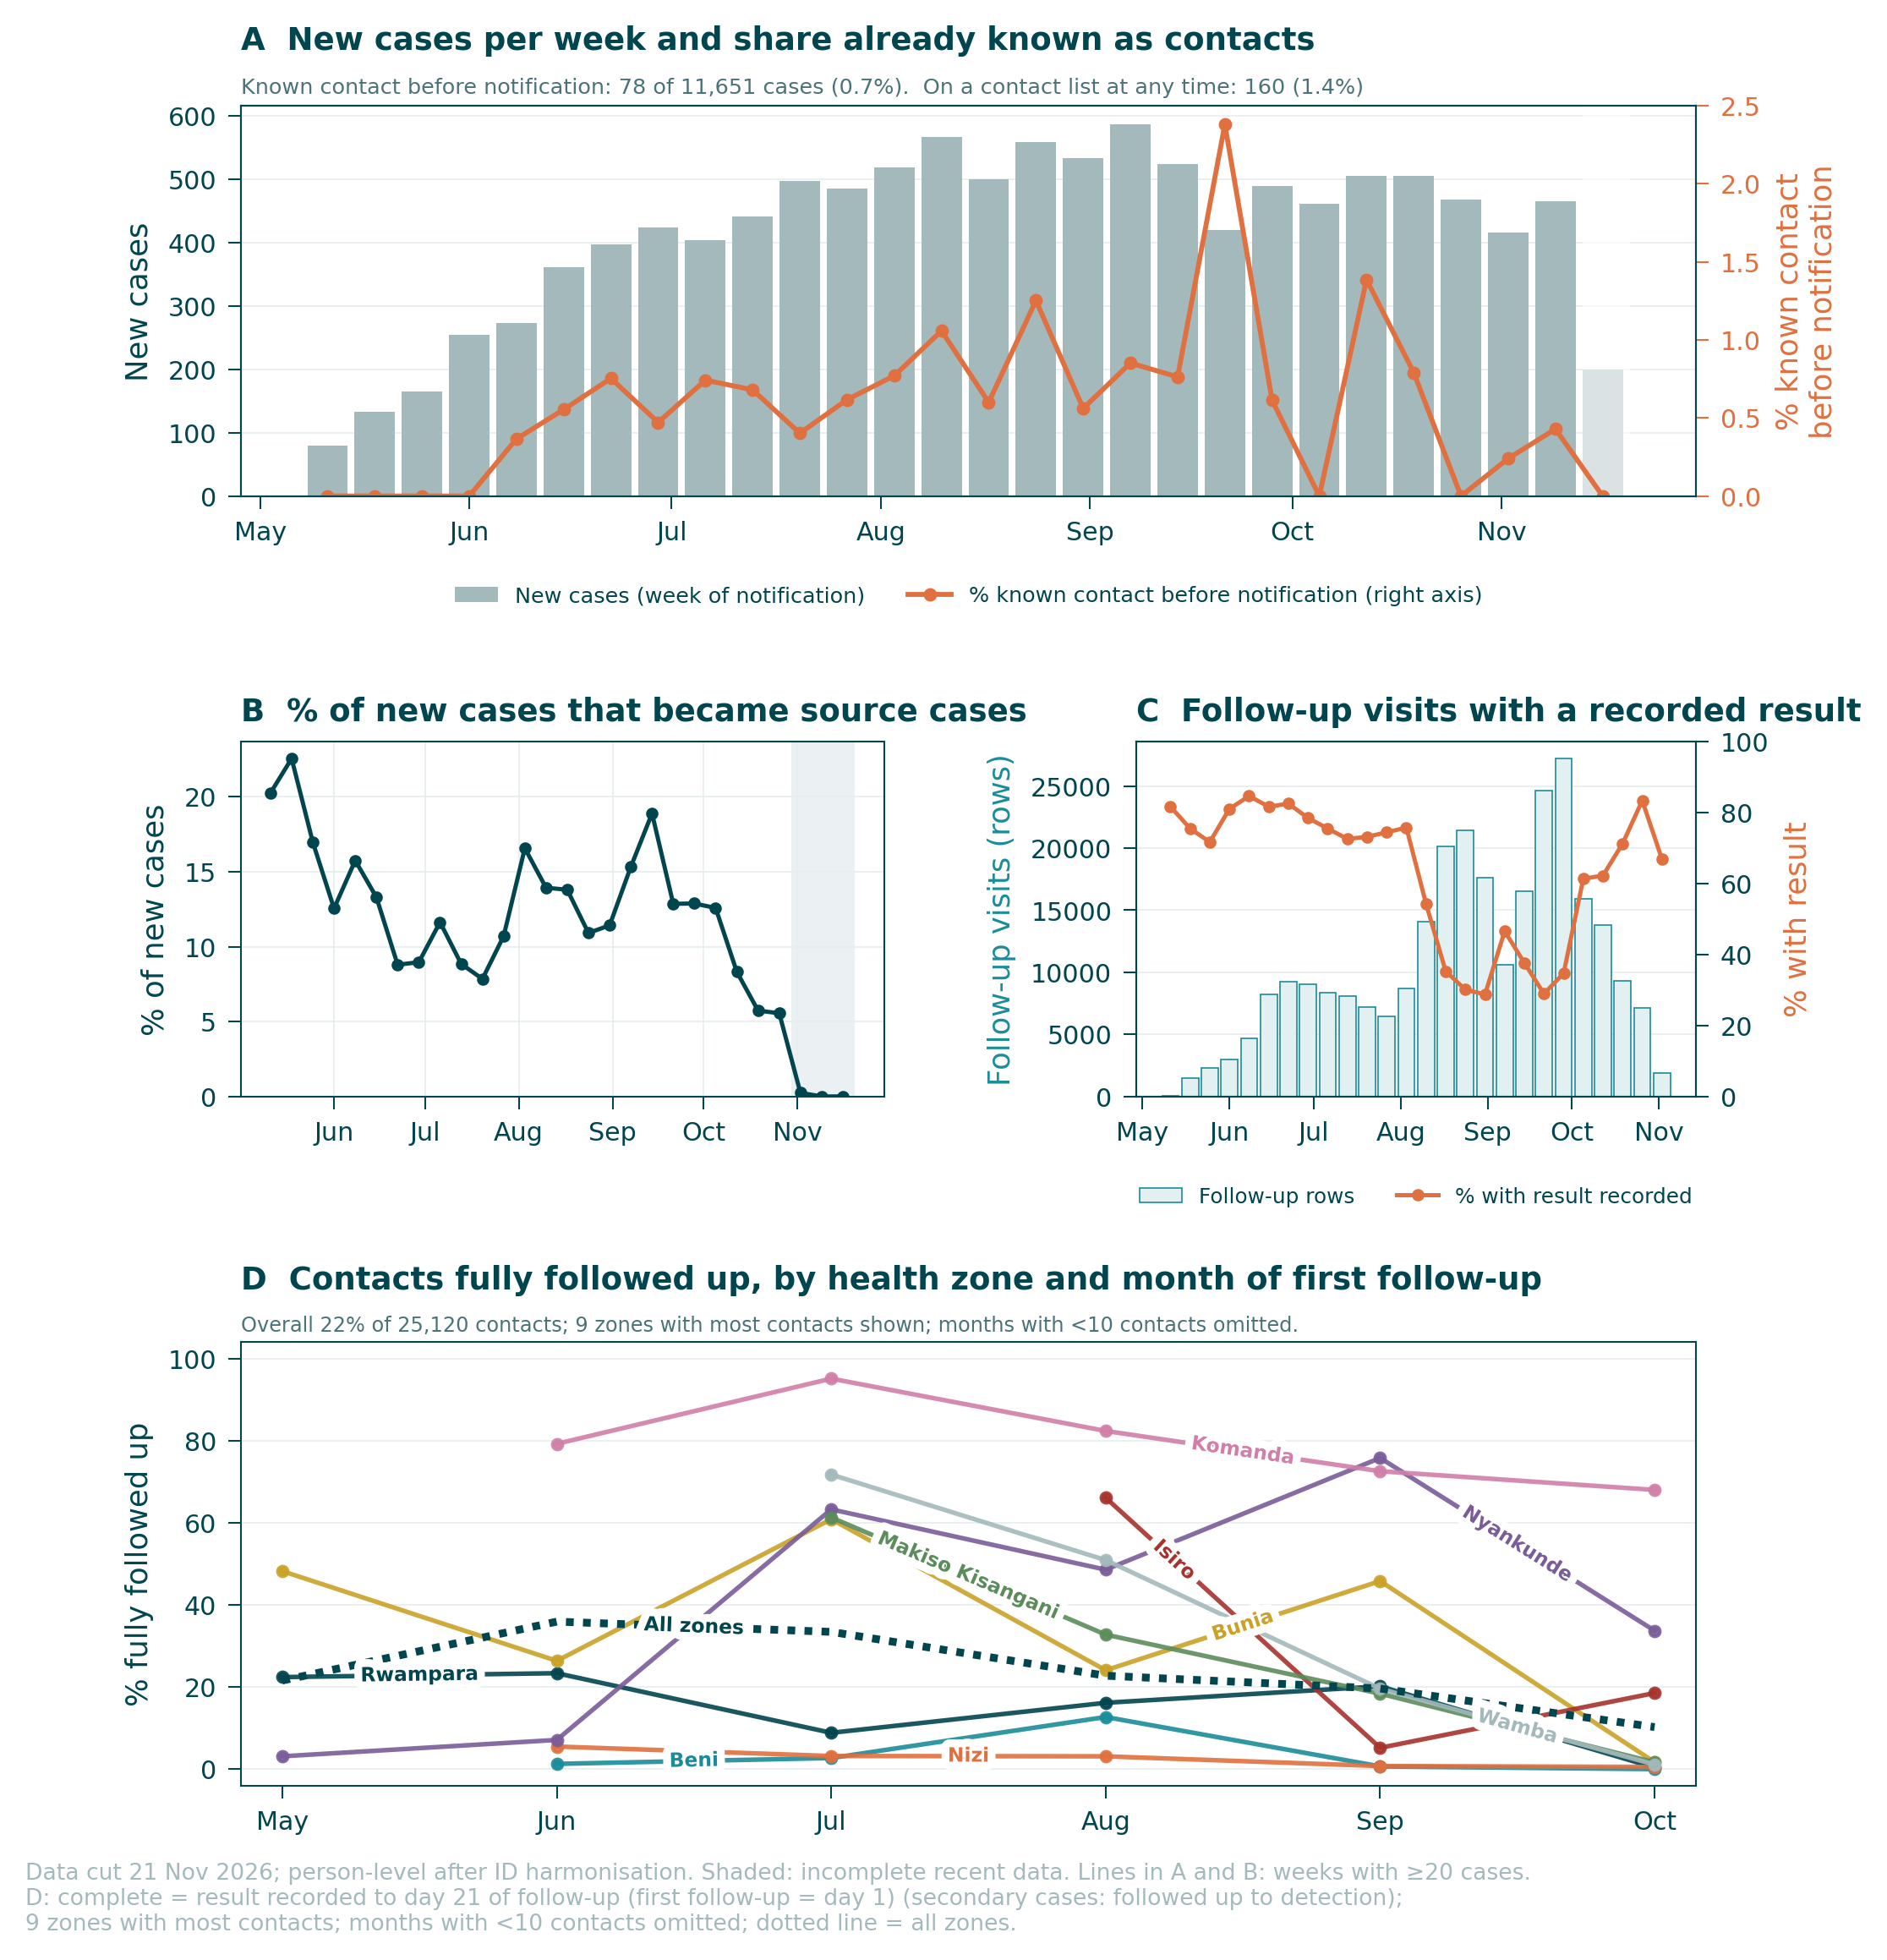 A  New cases per week and share already known as contacts
Known contact before notification: 78 of 11,651 cases (0.7%).  On a contact list at any time: 160 (1.4%)
New cases
600
500
400
300
200
100
0
2.5
2.0
1.5
1.0
0.5
0.0
% known contact
before notification
May
Jun
Jul
Aug
Sep
Oct
Nov
New cases (week of notification)
% known contact before notification (right axis)
B  % of new cases that became source cases
% of new cases
20
15
10
5
0
Jun
Jul
Aug
Sep
Oct
Nov
C  Follow-up visits with a recorded result
Follow-up visits (rows)
25000
20000
15000
10000
5000
0
100
80
60
40
20
0
% with result
May
Jun
Jul
Aug
Sep
Oct
Nov
Follow-up rows
% with result recorded
D  Contacts fully followed up, by health zone and month of first follow-up
Overall 22% of 25,120 contacts; 9 zones with most contacts shown; months with <10 contacts omitted.
% fully followed up
100
80
60
40
20
0
Komanda
Nyankunde
Isiro
Makiso Kisangani
Bunia
All zones
Rwampara
Wamba
Beni
Nizi
May
Jun
Jul
Aug
Sep
Oct
Data cut 21 Nov 2026; person-level after ID harmonisation. Shaded: incomplete recent data. Lines in A and B: weeks with ≥20 cases.
D: complete = result recorded to day 21 of follow-up (first follow-up = day 1) (secondary cases: followed up to detection);
9 zones with most contacts; months with <10 contacts omitted; dotted line = all zones.